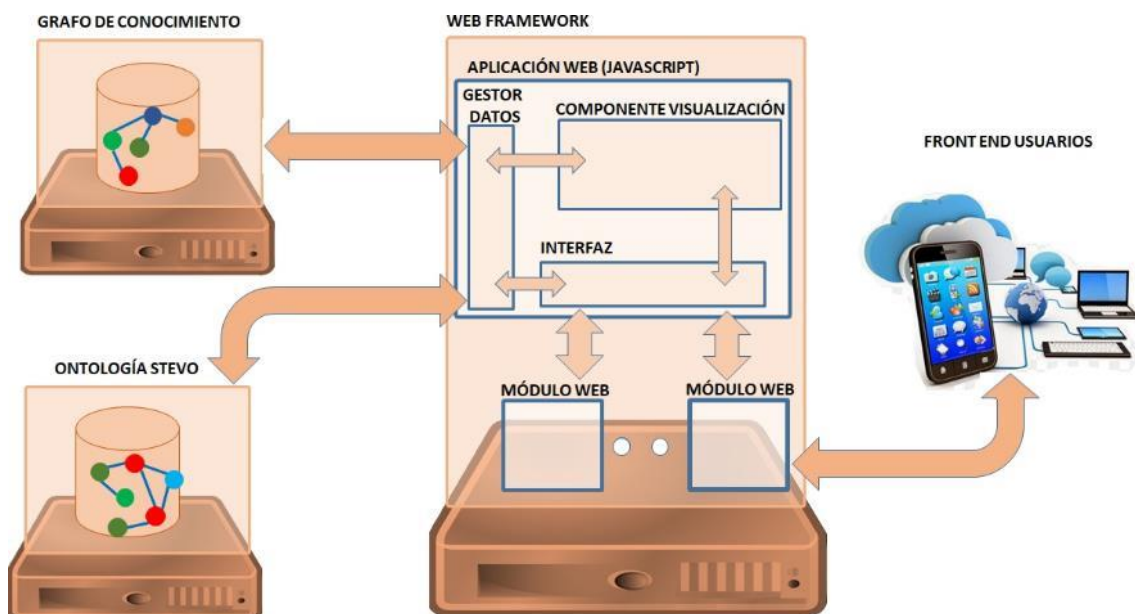 GRAFO DE CONOCIMIENTO
WEB FRAMEWORK
APLICACIÓN WEB (JAVASCRIPT)
GESTOR
DATOS
COMPONENTE VISUALIZACIÓN
FRONT END USUARIOS
INTERFAZ
ONTOLOGÍA STEVO
MÓDULO WEB
MÓDULO WEB